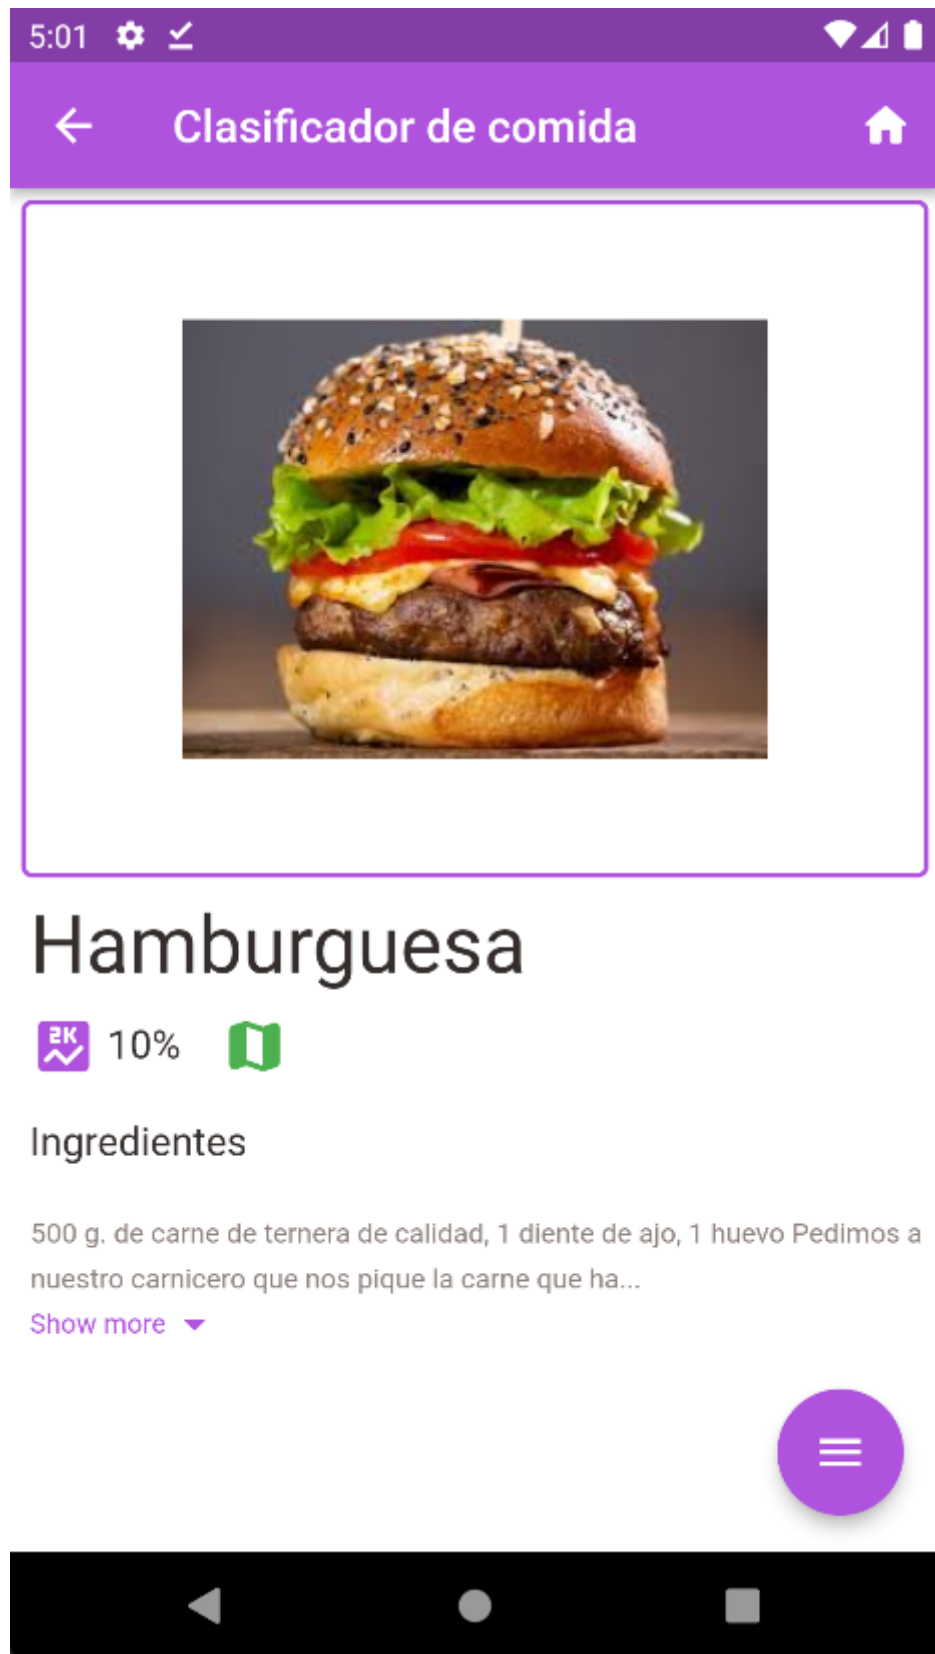 5:01
Clasificador de comida
Hamburguesa
2K 10%
Ingredientes
500 g. de carne de ternera de calidad, 1 diente de ajo, 1 huevo Pedimos a
nuestro carnicero que nos pique la carne que ha...
Show more